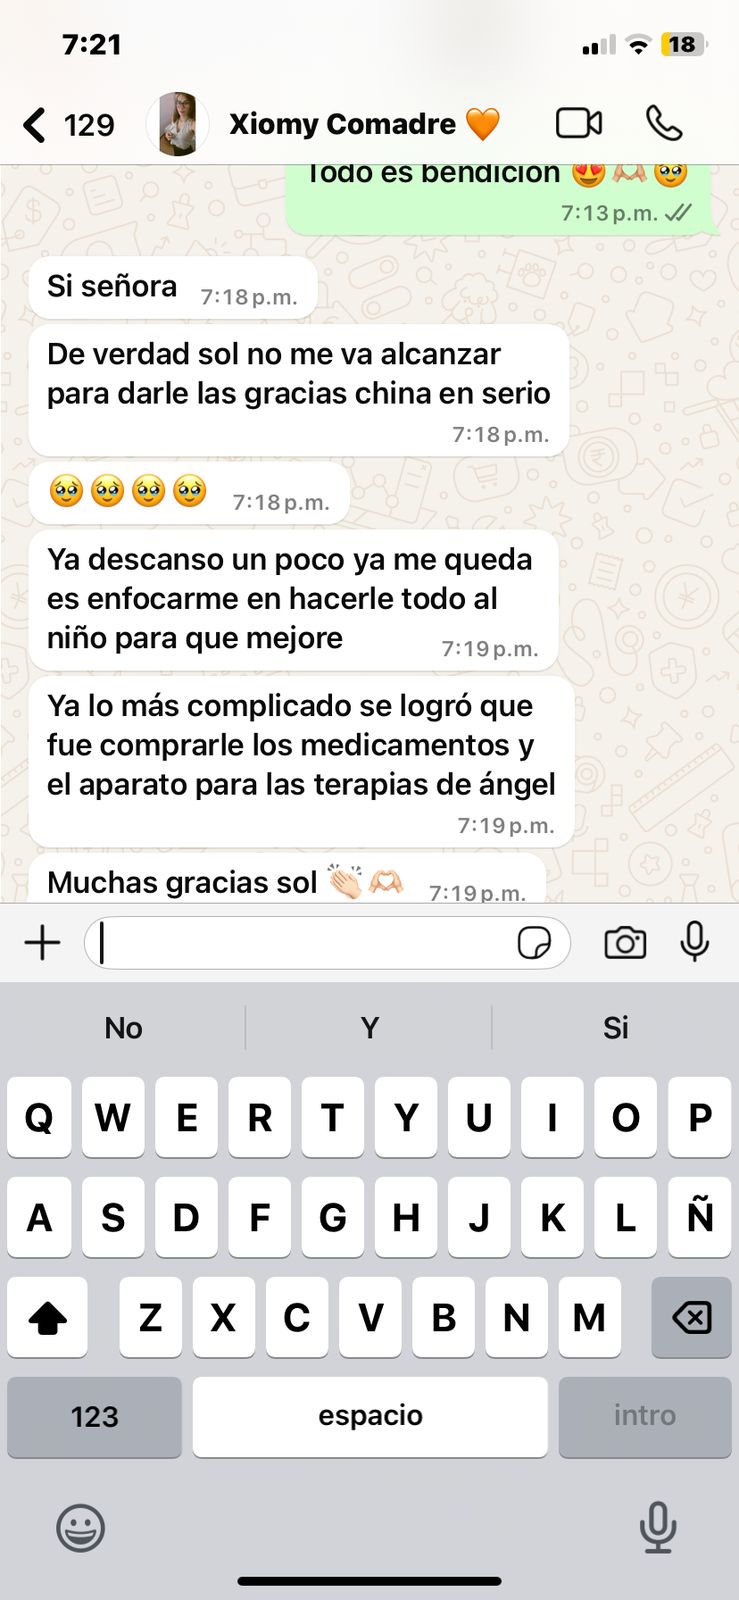 7:21
18
129
Xiomy Comadre 🧡
Todo es bendición 😍🫶🏻🥹
7:13 p.m.
Si señora
7:18 p.m.
De verdad sol no me va alcanzar
para darle las gracias china en serio
7:18 p.m.
🥹🥹🥹🥹
7:18 p.m.
Ya descanso un poco ya me queda
es enfocarme en hacerle todo al
niño para que mejore
7:19 p.m.
Ya lo más complicado se logró que
fue comprarle los medicamentos y
el aparato para las terapias de ángel
7:19 p.m.
Muchas gracias sol 👏🏻🫶🏻
7:19 p.m.
No
Y
Si
Q W E R T Y U I O P
A S D F G H J K L Ñ
Z X C V B N M
123
espacio
intro